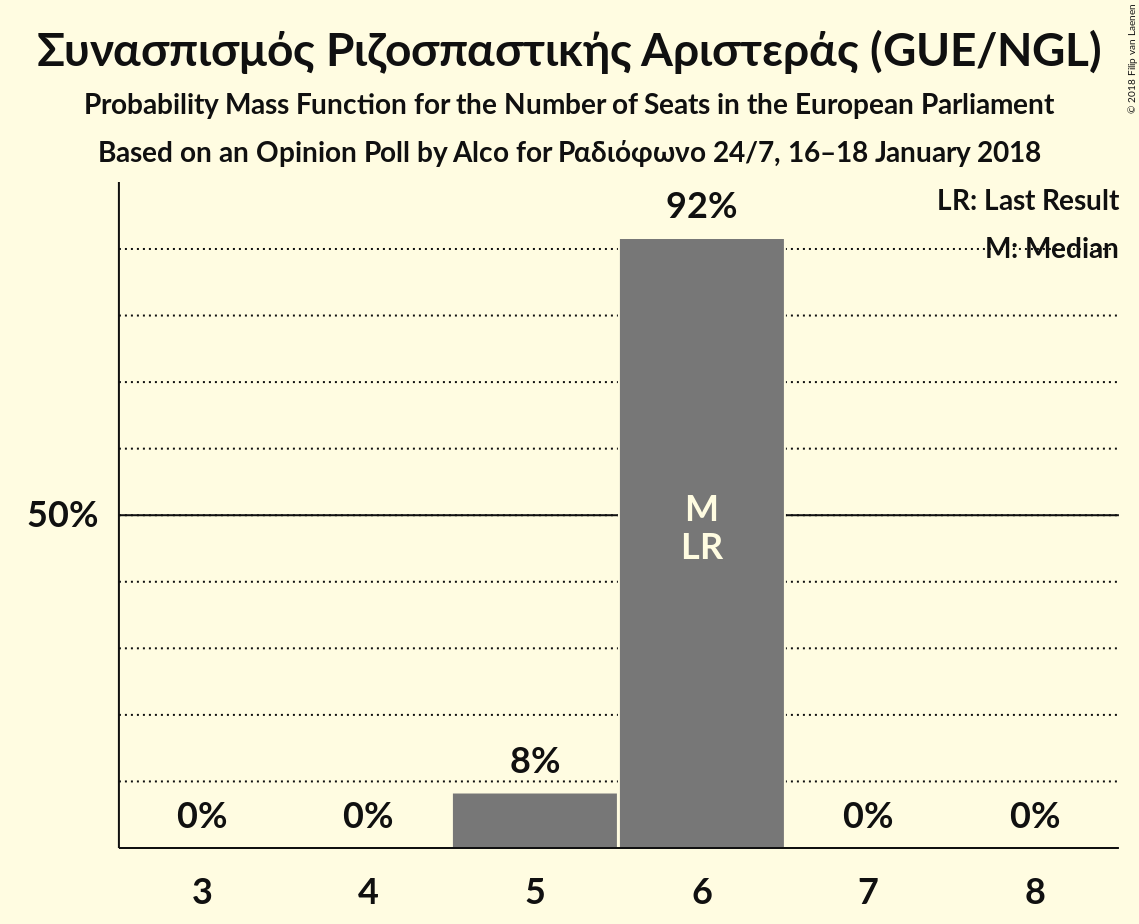 Συνασπισμός Ριζοσπαστικής Αριστεράς (GUE/NGL)
Probability Mass Function for the Number of Seats in the European Parliament
Based on an Opinion Poll by Alco for Ραδιόφωνο 24/7, 16–18 January 2018
© 2018 Filip van Laenen
LR: Last Result
M: Median
92%
50%
M
LR
8%
0% 0% 0% 0%
3 4 5 6 7 8